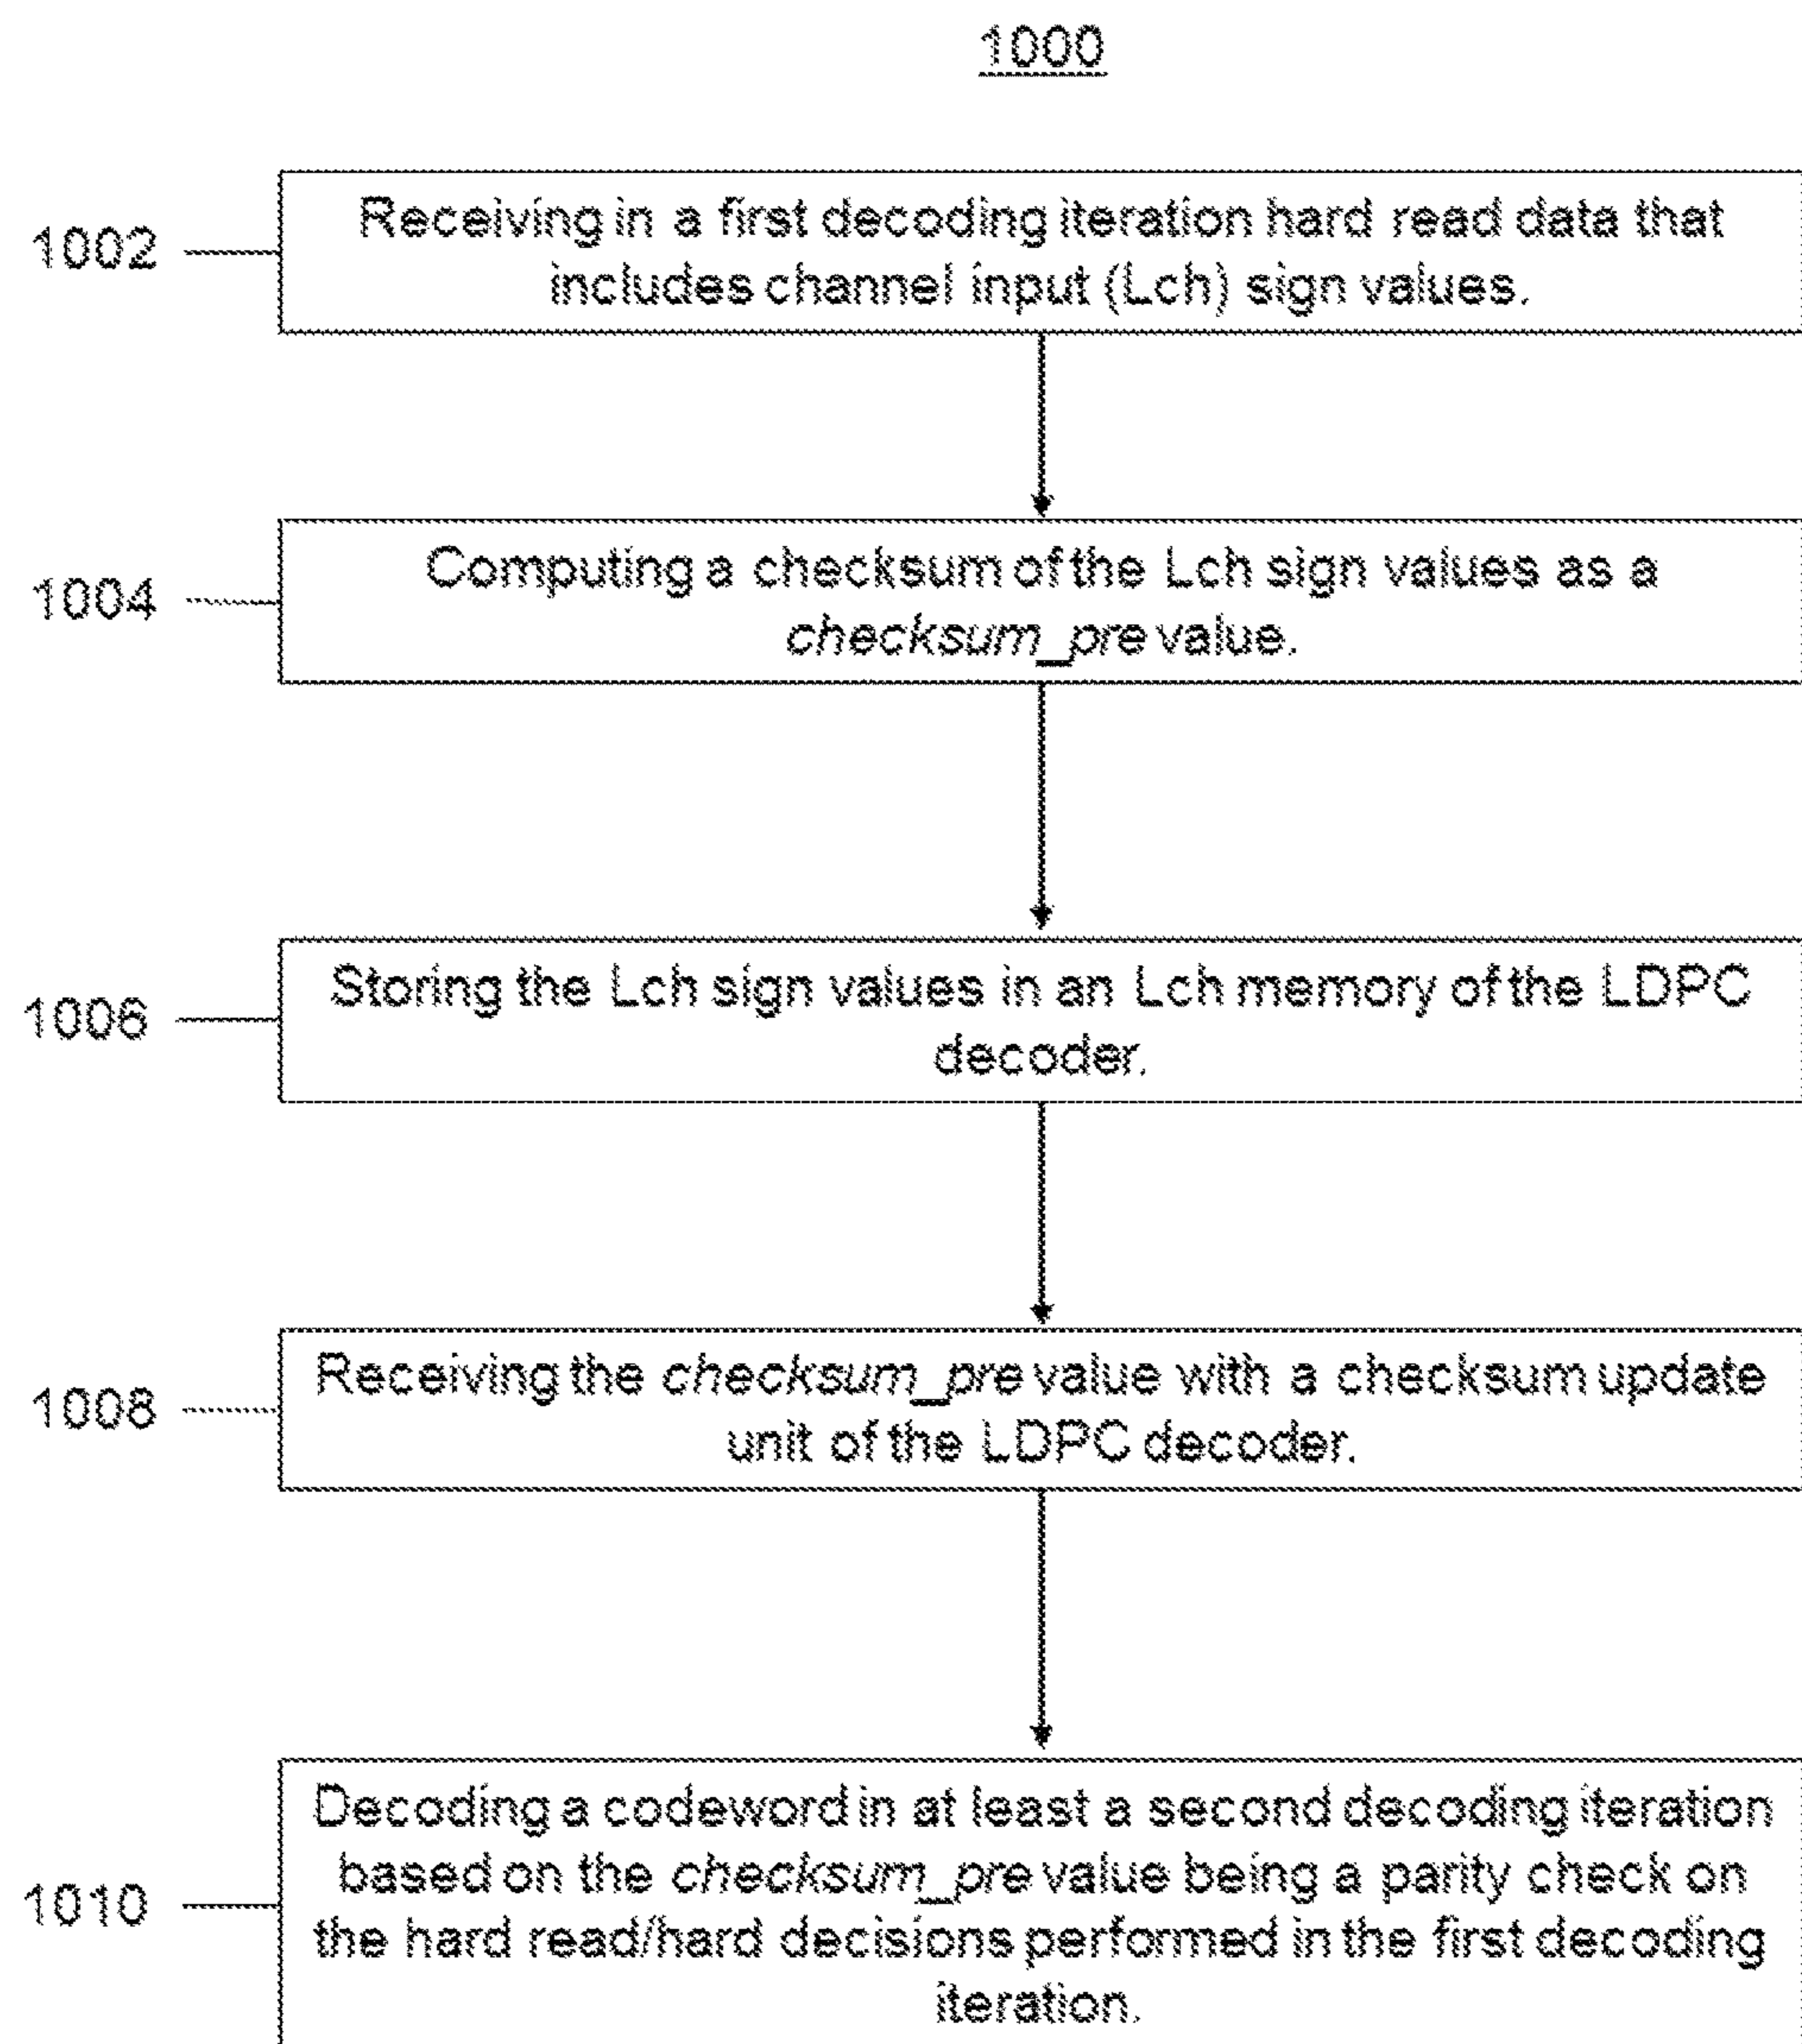 1000
1002
Receiving in a first decoding iteration hard read data that
includes channel input (Lch) sign values.
1004
Computing a checksum of the Lch sign values as a
checksum_pre value.
1006
Storing the Lch sign values in an Lch memory of the LDPC
decoder.
1008
Receiving the checksum_pre value with a checksum update
unit of the LDPC decoder.
1010
Decoding a codeword in at least a second decoding iteration
based on the checksum_pre value being a parity check on
the hard read/hard decisions performed in the first decoding
iteration.